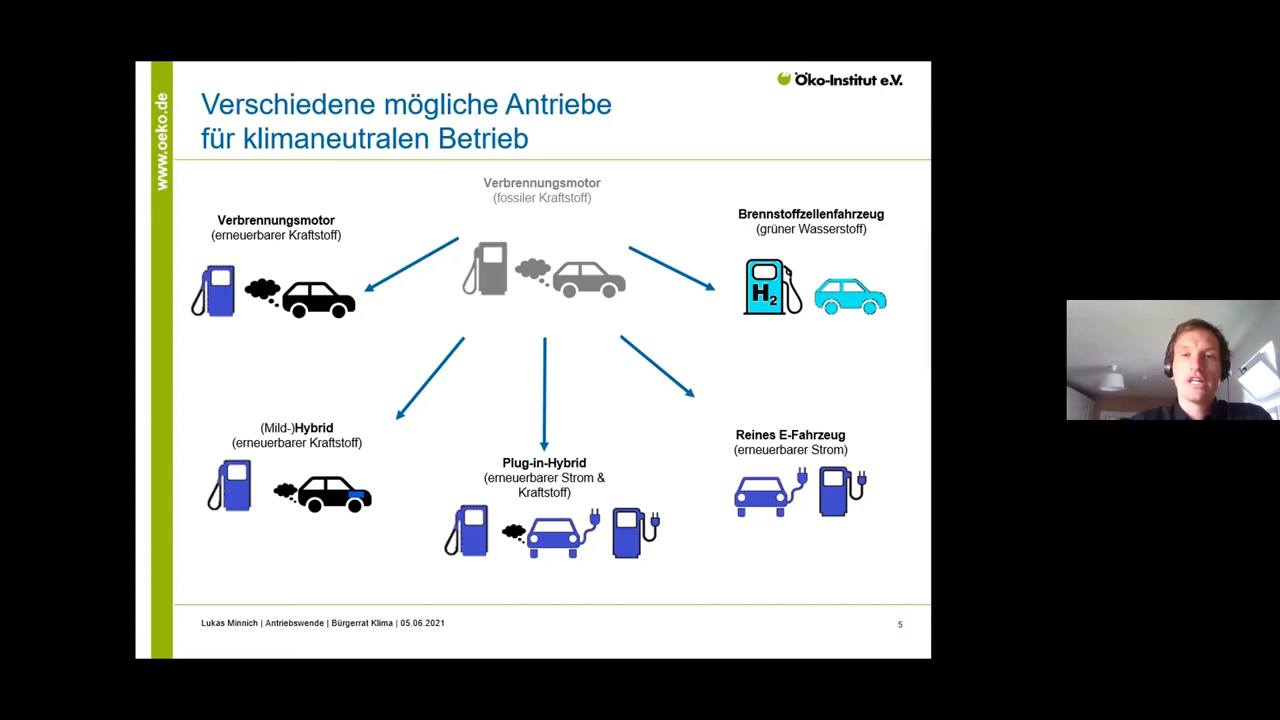 www.oeko.de
Öko-Institut e.V.
Verschiedene mögliche Antriebe
für klimaneutralen Betrieb
Verbrennungsmotor
(fossiler Kraftstoff)
Verbrennungsmotor
(erneuerbarer Kraftstoff)
Brennstoffzellenfahrzeug
(grüner Wasserstoff)
H2
(Mild-)Hybrid
(erneuerbarer Kraftstoff)
Plug-in-Hybrid
(erneuerbarer Strom &
Kraftstoff)
Reines E-Fahrzeug
(erneuerbarer Strom)
Lukas Minnich | Antriebswende | Bürgerrat Klima | 05.06.2021
5